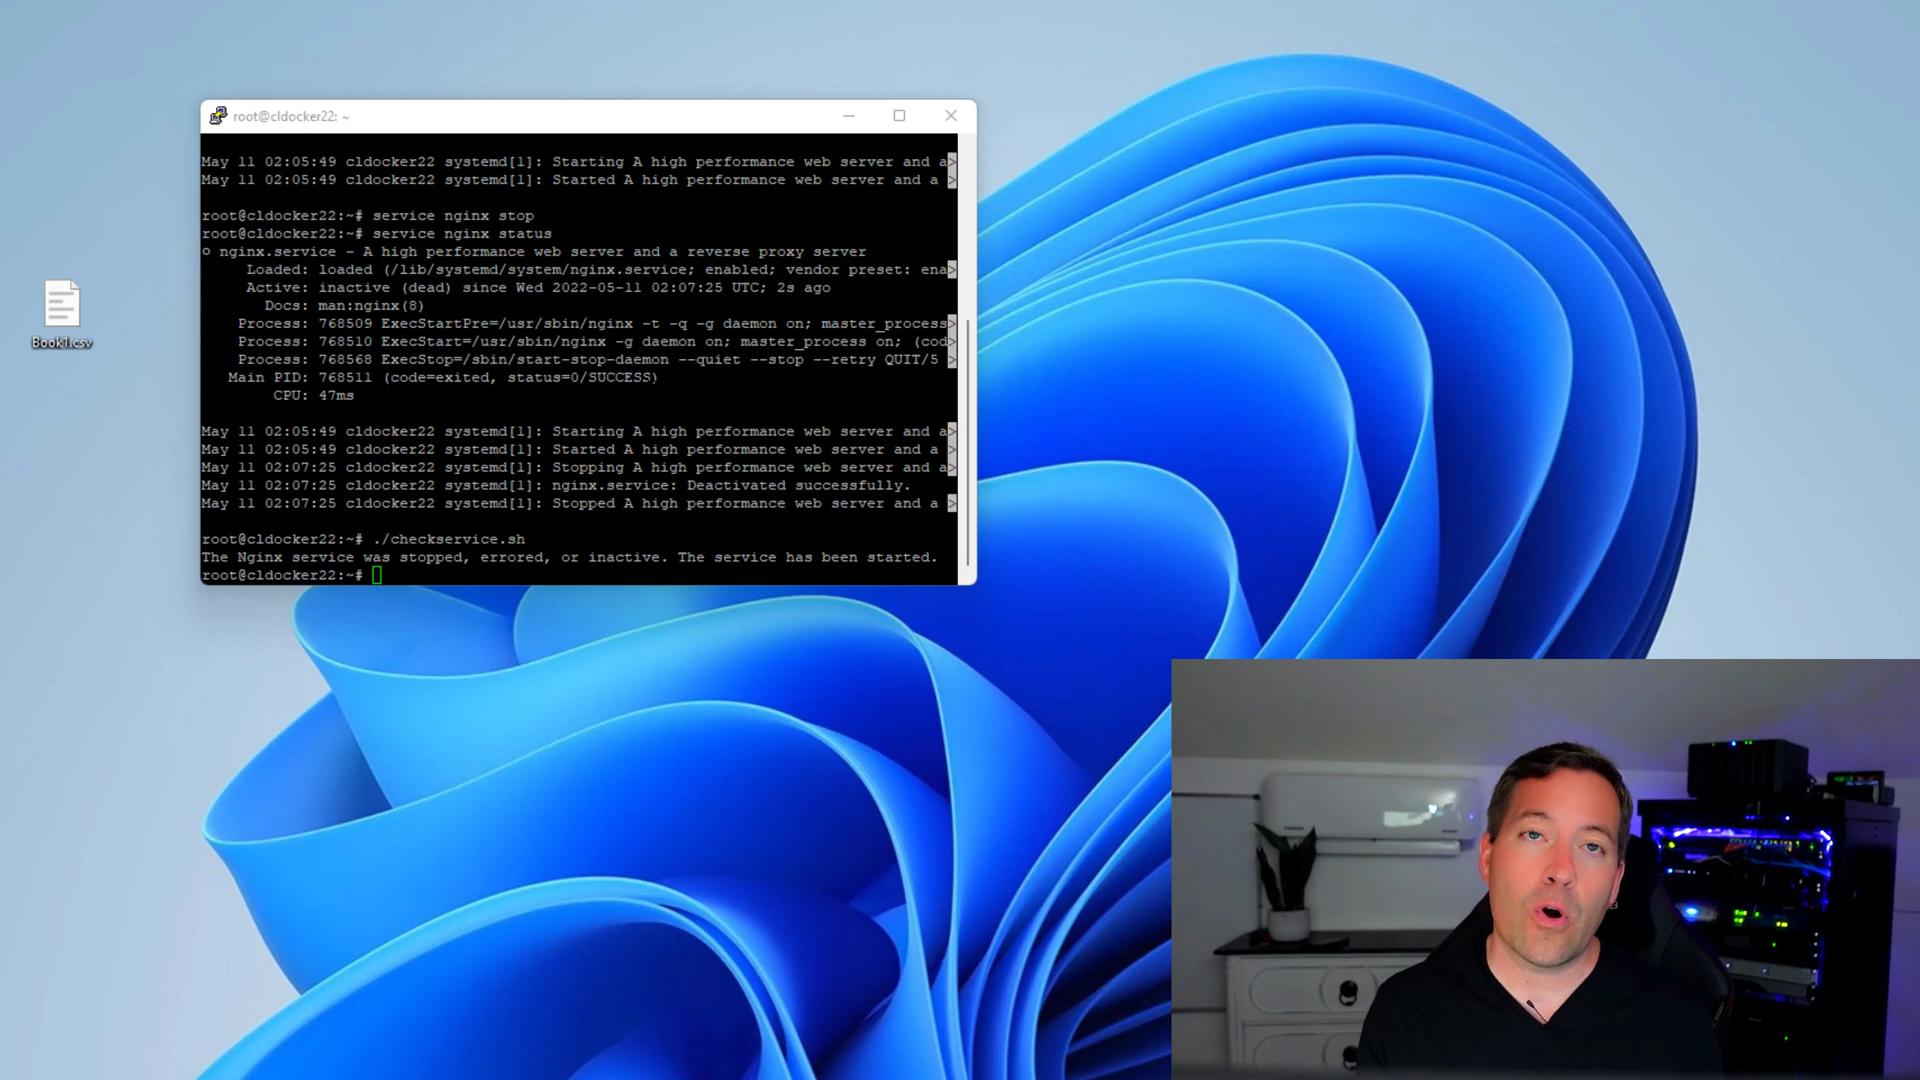 root@cldocker22: ~
May 11 02:05:49 cldocker22 systemd[1]: Starting A high performance web server and a>
May 11 02:05:49 cldocker22 systemd[1]: Started A high performance web server and a >
root@cldocker22:~# service nginx stop
root@cldocker22:~# service nginx status
○ nginx.service - A high performance web server and a reverse proxy server
Loaded: loaded (/lib/systemd/system/nginx.service; enabled; vendor preset: ena>
Active: inactive (dead) since Wed 2022-05-11 02:07:25 UTC; 2s ago
Docs: man:nginx(8)
Process: 768509 ExecStartPre=/usr/sbin/nginx -t -q -g daemon on; master_process>
Process: 768510 ExecStart=/usr/sbin/nginx -g daemon on; master_process on; (cod>
Process: 768568 ExecStop=/sbin/start-stop-daemon --quiet --stop --retry QUIT/5 >
Main PID: 768511 (code=exited, status=0/SUCCESS)
CPU: 47ms
May 11 02:05:49 cldocker22 systemd[1]: Starting A high performance web server and a>
May 11 02:05:49 cldocker22 systemd[1]: Started A high performance web server and a >
May 11 02:07:25 cldocker22 systemd[1]: Stopping A high performance web server and a>
May 11 02:07:25 cldocker22 systemd[1]: nginx.service: Deactivated successfully.
May 11 02:07:25 cldocker22 systemd[1]: Stopped A high performance web server and a >
root@cldocker22:~# ./checkservice.sh
The Nginx service was stopped, errored, or inactive. The service has been started.
root@cldocker22:~#
Book1.csv